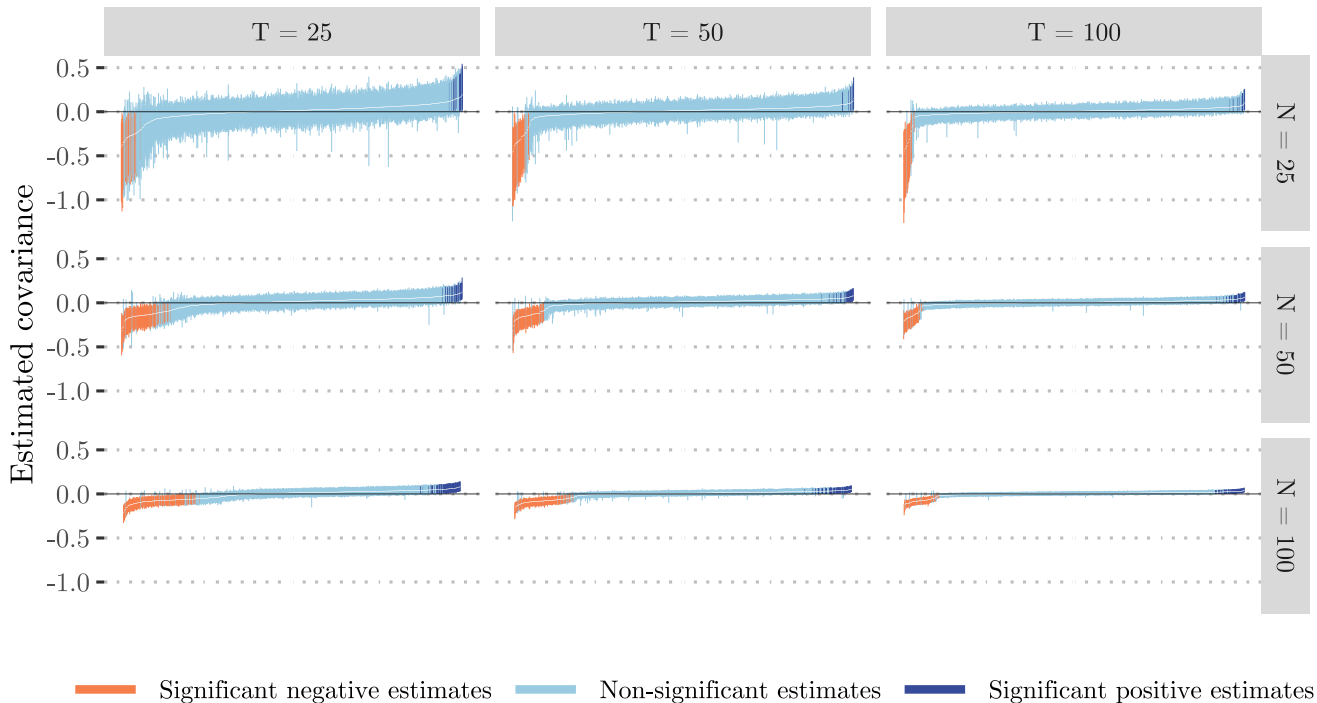 T = 25
T = 50
T = 100
Estimated covariance
0.5
0.0
-0.5
-1.0
N = 25
0.5
0.0
-0.5
-1.0
N = 50
0.5
0.0
-0.5
-1.0
N = 100
Significant negative estimates
Non-significant estimates
Significant positive estimates